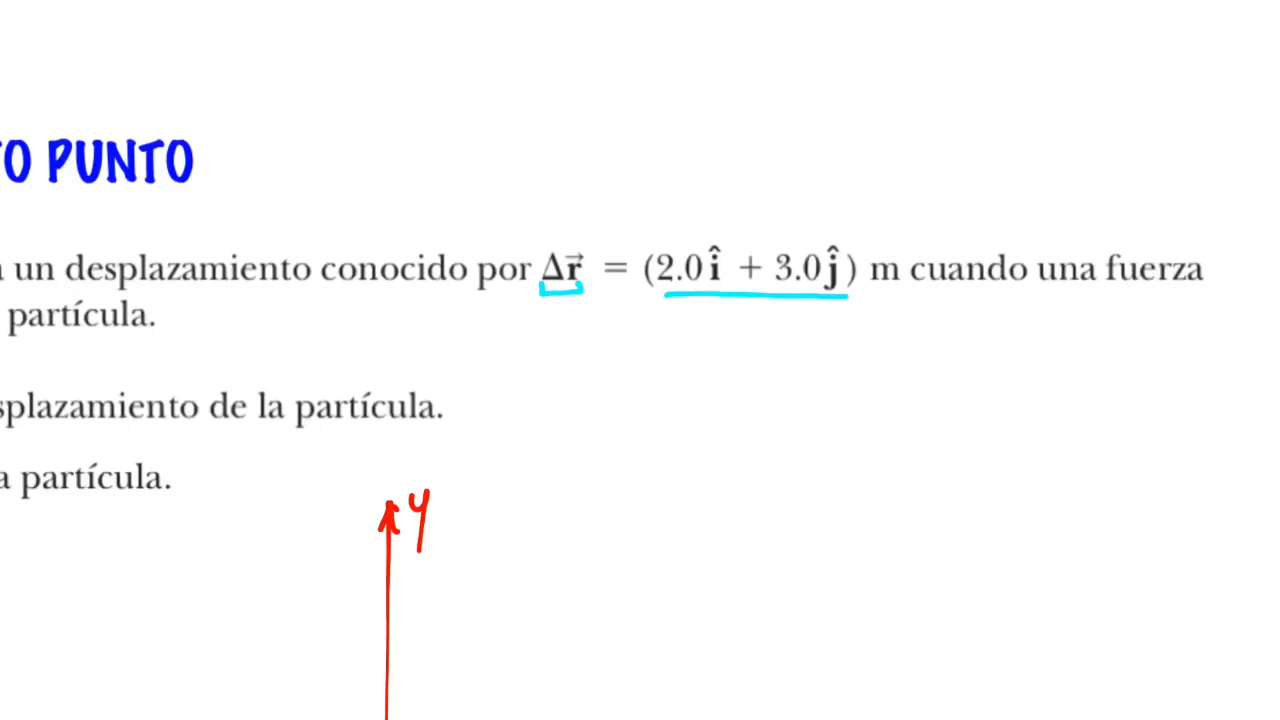 TO PUNTO
un desplazamiento conocido por Δr⃗ = (2.0 î + 3.0 ĵ) m cuando una fuerza
partícula.
splazamiento de la partícula.
a partícula.
y